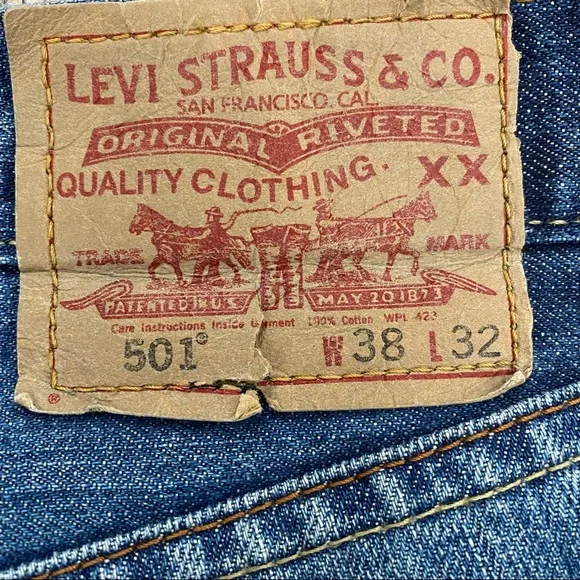 LEVI STRAUSS & CO.
SAN FRANCISCO, CAL.
ORIGINAL RIVETED
QUALITY CLOTHING. XX
TRADE MARK
PATENTED IN U.S. MAY 20 1873
Care Instructions Inside Garment 100% Cotton WPL 423
501® W 38 L 32
®